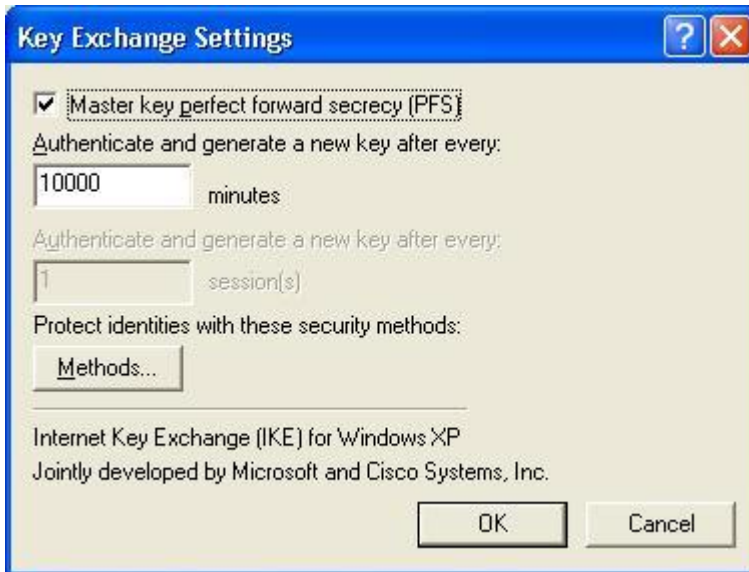 Key Exchange Settings
?
Master key perfect forward secrecy (PFS)
Authenticate and generate a new key after every:
10000 minutes
Authenticate and generate a new key after every:
1 session(s)
Protect identities with these security methods:
Methods...
Internet Key Exchange (IKE) for Windows XP
Jointly developed by Microsoft and Cisco Systems, Inc.
OK Cancel